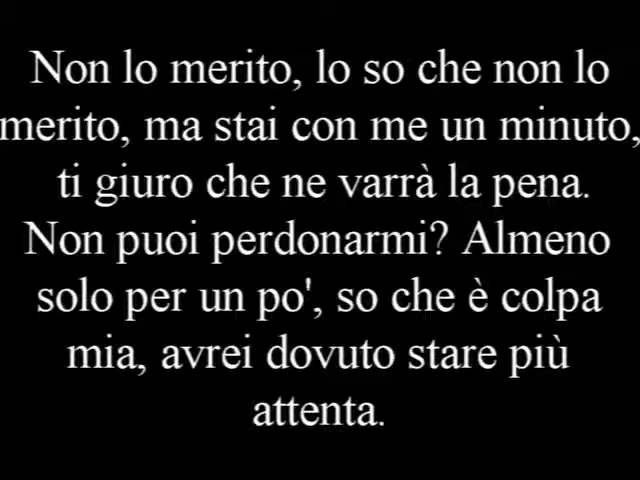 Non lo merito, lo so che non lo
merito, ma stai con me un minuto,
ti giuro che ne varrà la pena.
Non puoi perdonarmi? Almeno
solo per un po', so che è colpa
mia, avrei dovuto stare più
attenta.